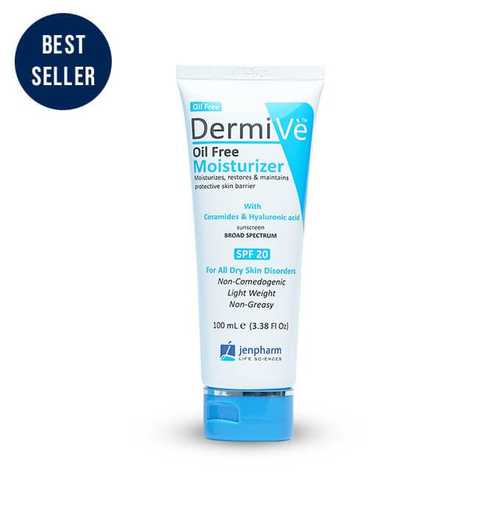 BEST
SELLER
Oil Free
DermiVè™
Oil Free
Moisturizer
Moisturizes, restores & maintains
protective skin barrier
With
Ceramides & Hyaluronic acid
sunscreen
BROAD SPECTRUM
SPF 20
For All Dry Skin Disorders
Non-Comedogenic
Light Weight
Non-Greasy
100 mL e (3.38 Fl Oz)
jenpharm
LIFE SCIENCES